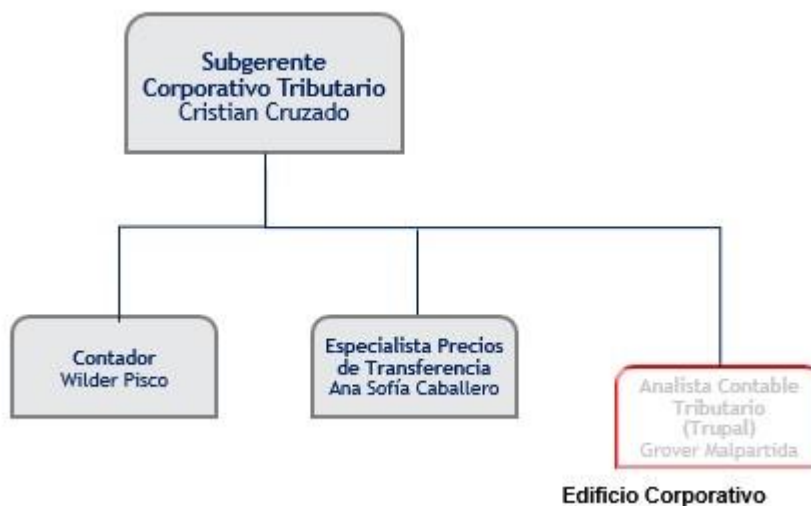 Subgerente
Corporativo Tributario
Cristian Cruzado
Contador
Wilder Pisco
Especialista Precios
de Transferencia
Ana Sofía Caballero
Analista Contable
Tributario
(Trupal)
Grover Malpartida
Edificio Corporativo